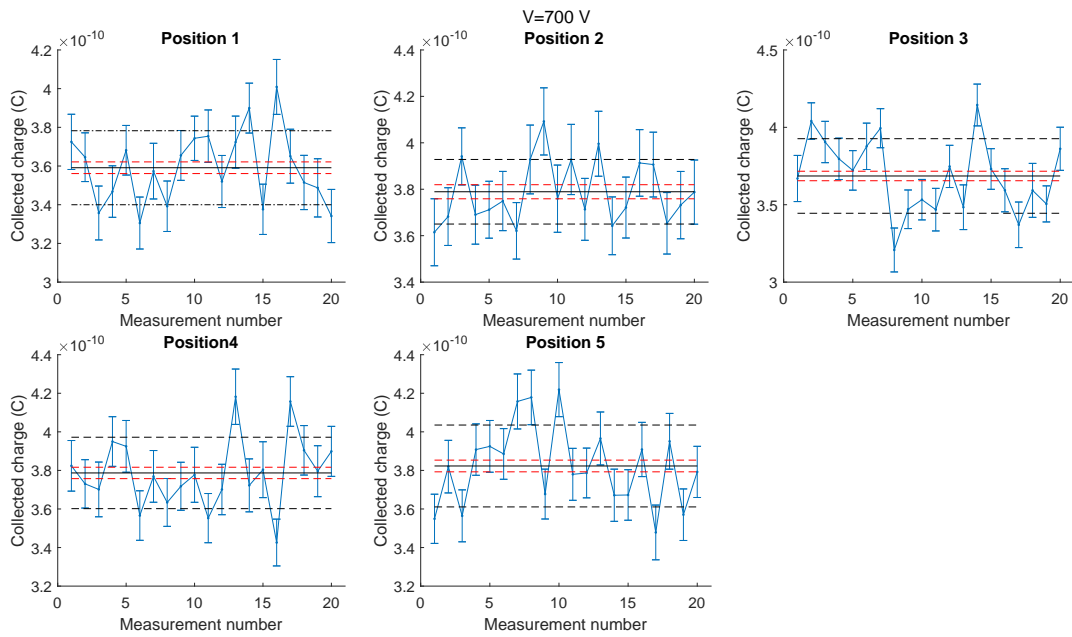 V=700 V
×10⁻¹⁰
Position 1
4.2
4
3.8
3.6
3.4
3.2
3
0 5 10 15 20
Collected charge (C)
Measurement number
×10⁻¹⁰
Position 2
4.4
4.2
4
3.8
3.6
3.4
0 5 10 15 20
Collected charge (C)
Measurement number
×10⁻¹⁰
Position 3
4.5
4
3.5
3
0 5 10 15 20
Collected charge (C)
Measurement number
×10⁻¹⁰
Position4
4.4
4.2
4
3.8
3.6
3.4
3.2
0 5 10 15 20
Collected charge (C)
Measurement number
×10⁻¹⁰
Position 5
4.4
4.2
4
3.8
3.6
3.4
3.2
0 5 10 15 20
Collected charge (C)
Measurement number